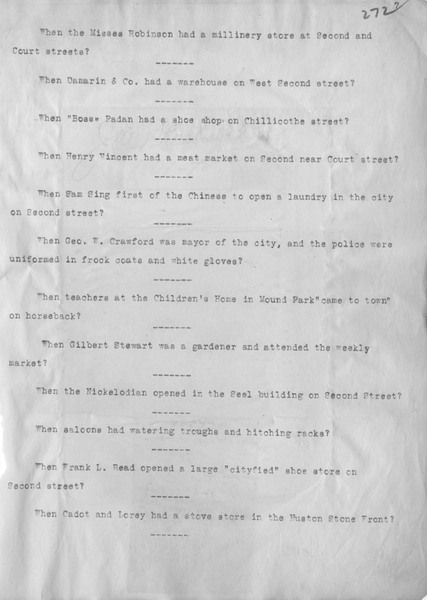 2722
When the Misses Robinson had a millinery store at Second and
Court streets?
-------
When Damarin & Co. had a warehouse on West Second street?
-------
When "Boss" Padan had a shoe shop on Chillicothe street?
-------
When Henry Vincent had a meat market on Second near Court street?
-------
When Sam Sing first of the Chinese to open a laundry in the city
on Second street?
-------
When Geo. W. Crawford was mayor of the city, and the police were
uniformed in frock coats and white gloves?
-------
When teachers at the Children's Home in Mound Park"came to town"
on horseback?
-------
When Gilbert Stewart was a gardener and attended the weekly
market?
-------
When the Nickelodian opened in the Seel building on Second Street?
-------
When saloons had watering troughs and hitching racks?
-------
When Frank L. Read opened a large "cityfied" shoe store on
Second street?
-------
When Cadot and Lorey had a stove store in the Huston Stone Front?
-------